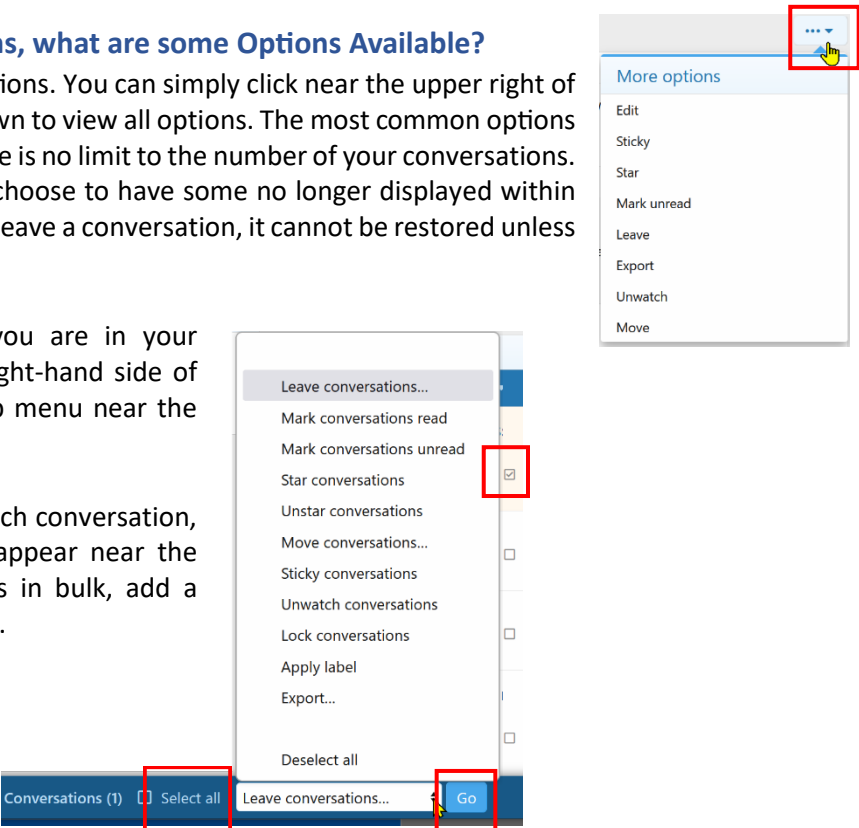 ns, what are some Options Available?
tions. You can simply click near the upper right of
wn to view all options. The most common options
e is no limit to the number of your conversations.
choose to have some no longer displayed within
leave a conversation, it cannot be restored unless
More options
Edit
Sticky
Star
Mark unread
Leave
Export
Unwatch
Move
you are in your
ght-hand side of
p menu near the
ch conversation,
appear near the
s in bulk, add a
.
Leave conversations...
Mark conversations read
Mark conversations unread
Star conversations
Unstar conversations
Move conversations...
Sticky conversations
Unwatch conversations
Lock conversations
Apply label
Export...
Deselect all
Conversations (1) Select all Leave conversations... Go